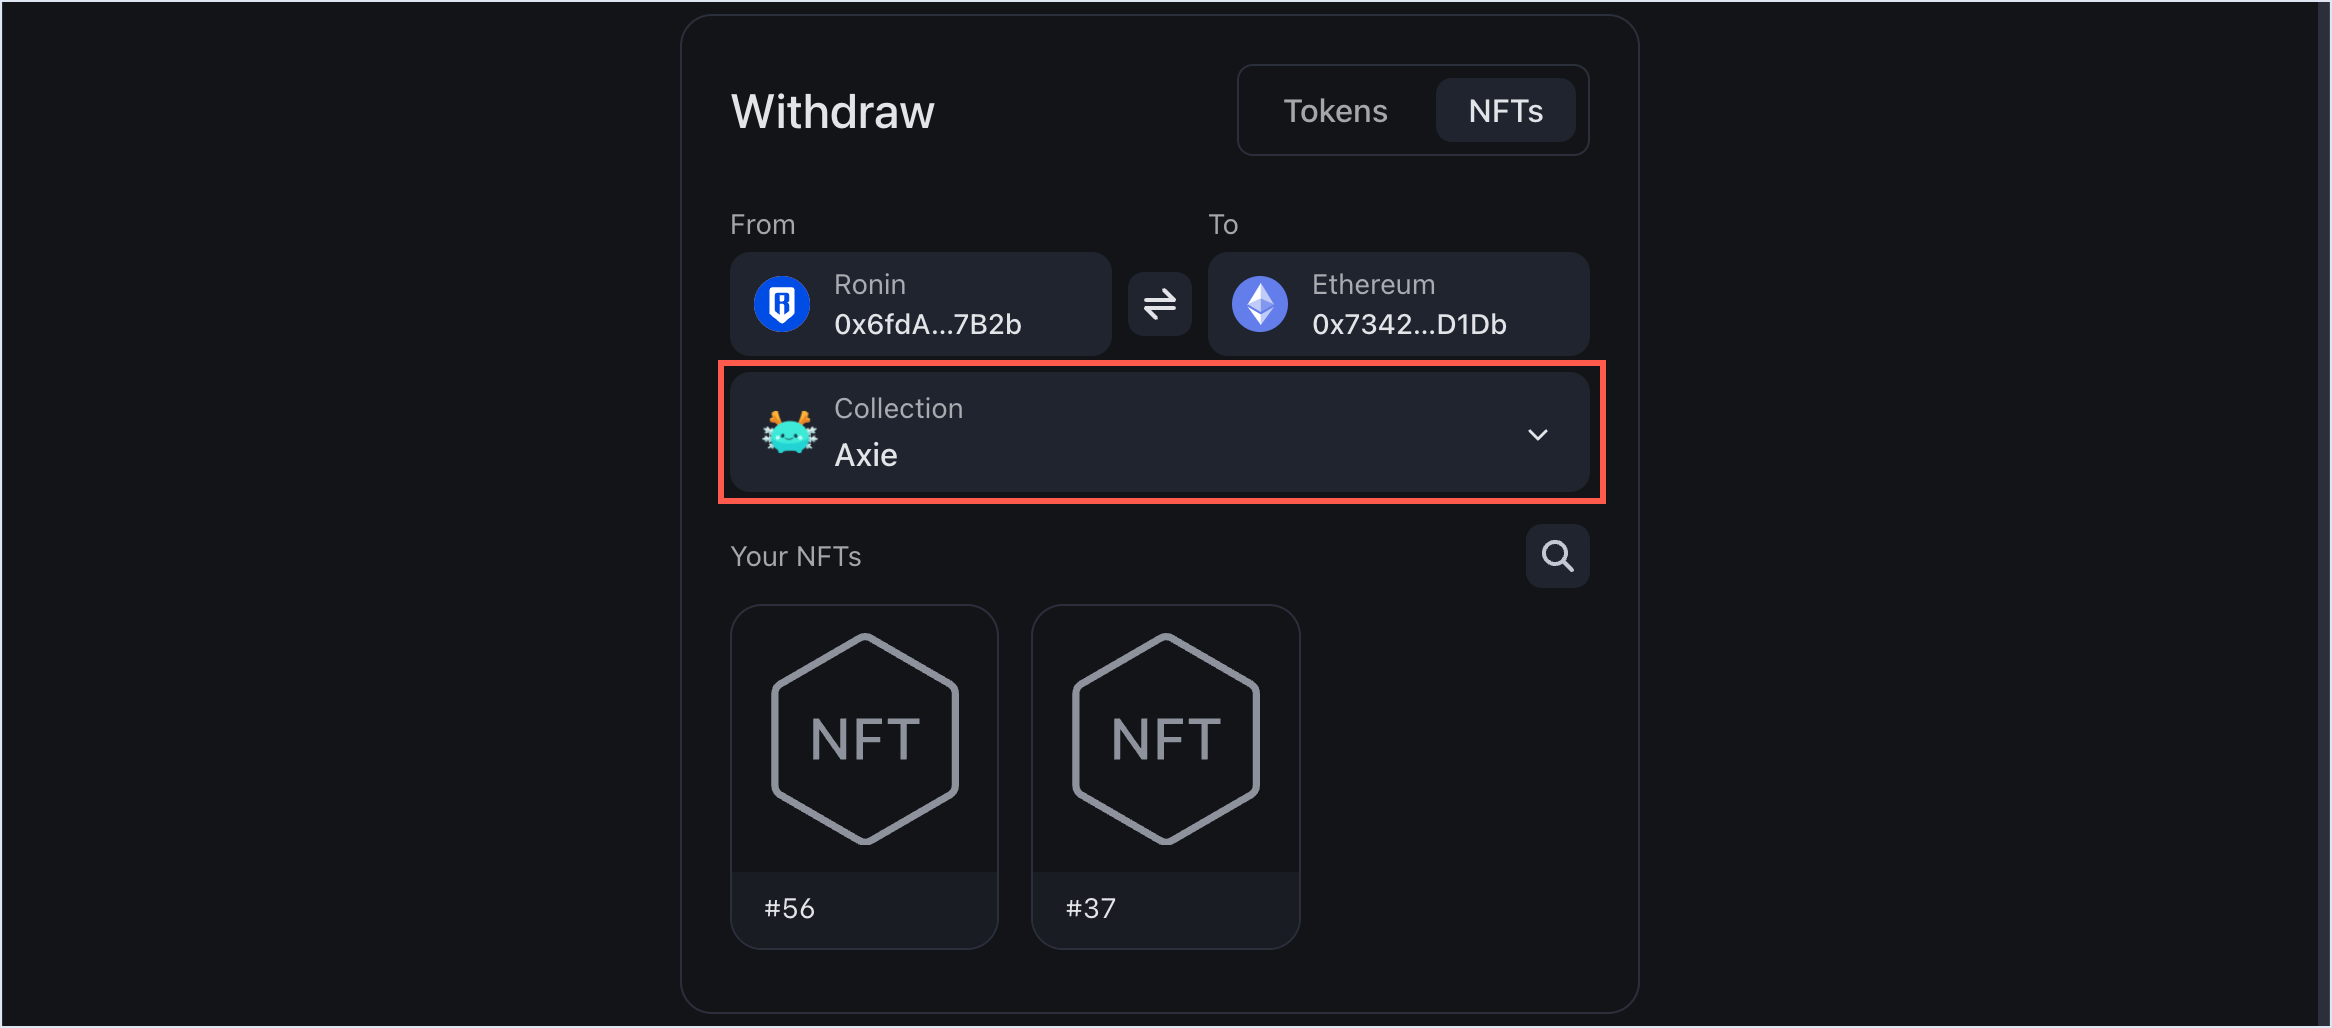 Withdraw
Tokens
NFTs
From
To
Ronin
0x6fdA...7B2b
Ethereum
0x7342...D1Db
Collection
Axie
Your NFTs
NFT
NFT
#56
#37